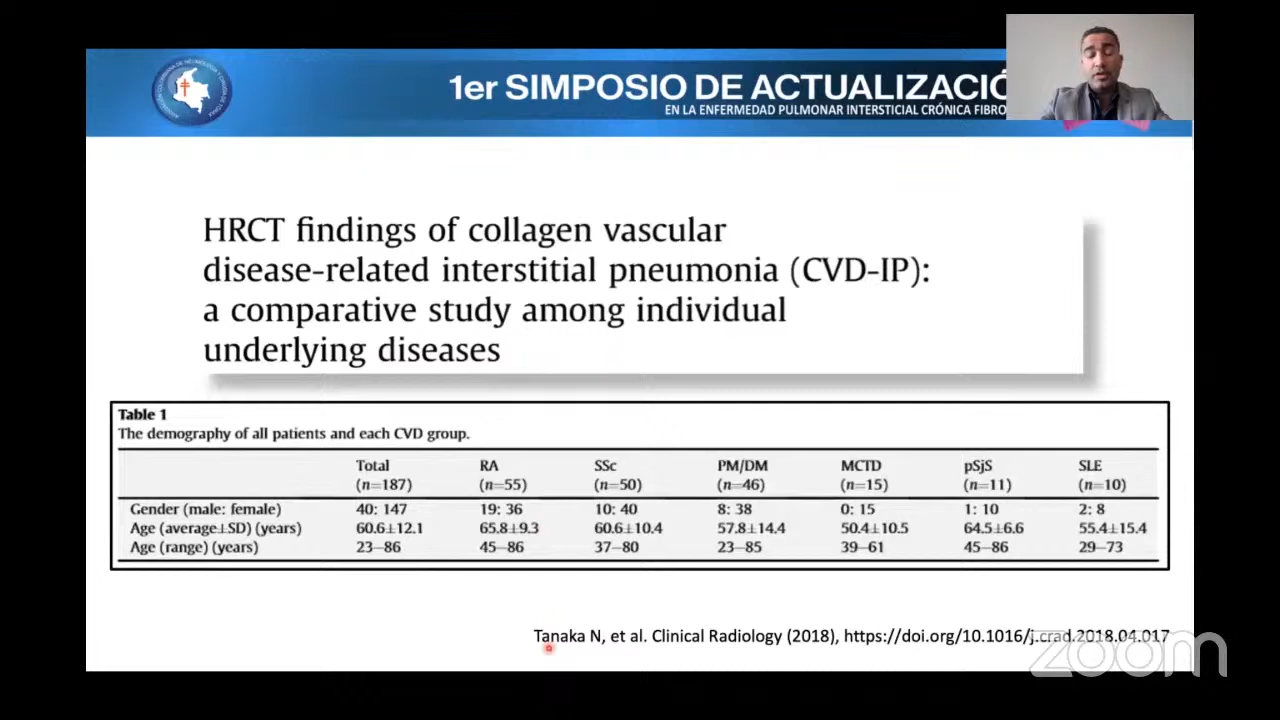 1er SIMPOSIO DE ACTUALIZACIÓ
EN LA ENFERMEDAD PULMONAR INTERSTICIAL CRÓNICA FIBRO
HRCT findings of collagen vascular
disease-related interstitial pneumonia (CVD-IP):
a comparative study among individual
underlying diseases
Table 1
The demography of all patients and each CVD group.
Total RA SSc PM/DM MCTD pSjS SLE
(n=187) (n=55) (n=50) (n=46) (n=15) (n=11) (n=10)
Gender (male: female) 40: 147 19: 36 10: 40 8: 38 0: 15 1: 10 2: 8
Age (average±SD) (years) 60.6±12.1 65.8±9.3 60.6±10.4 57.8±14.4 50.4±10.5 64.5±6.6 55.4±15.4
Age (range) (years) 23–86 45–86 37–80 23–85 39–61 45–86 29–73
Tanaka N, et al. Clinical Radiology (2018), https://doi.org/10.1016/j.crad.2018.04.017
zoom